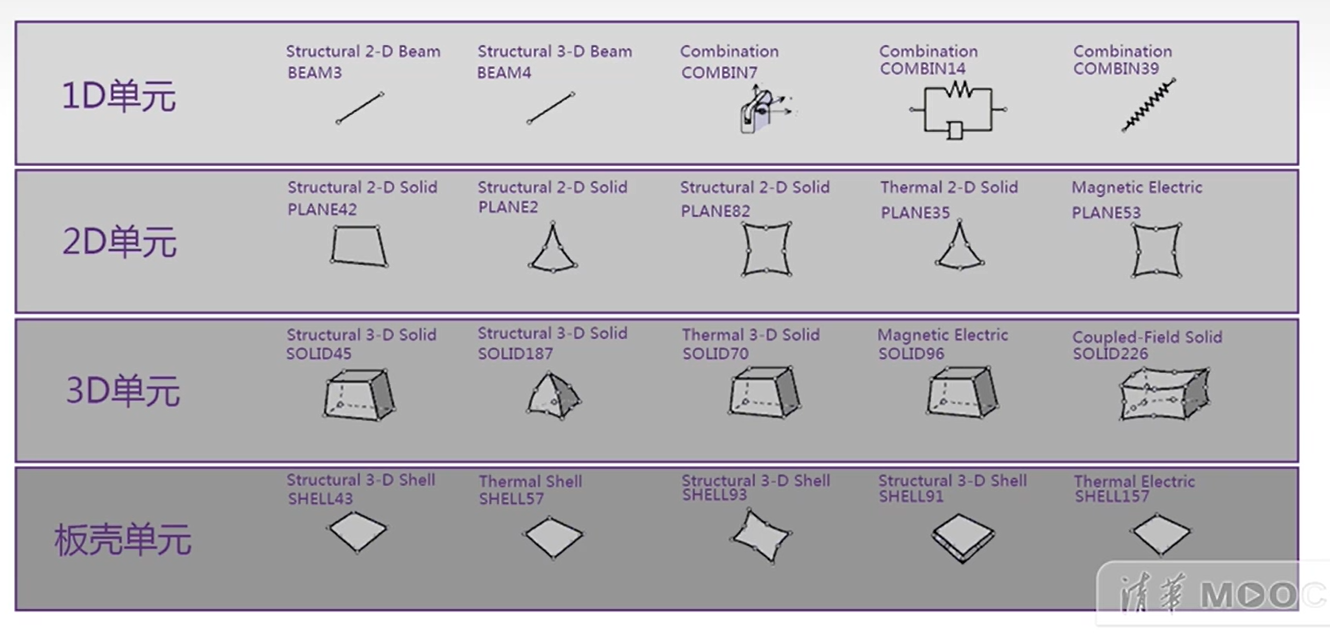 1D单元
Structural 2-D Beam
BEAM3
Structural 3-D Beam
BEAM4
Combination
COMBIN7
Combination
COMBIN14
Combination
COMBIN39
2D单元
Structural 2-D Solid
PLANE42
Structural 2-D Solid
PLANE2
Structural 2-D Solid
PLANE82
Thermal 2-D Solid
PLANE35
Magnetic Electric
PLANE53
3D单元
Structural 3-D Solid
SOLID45
Structural 3-D Solid
SOLID187
Thermal 3-D Solid
SOLID70
Magnetic Electric
SOLID96
Coupled-Field Solid
SOLID226
板壳单元
Structural 3-D Shell
SHELL43
Thermal Shell
SHELL57
Structural 3-D Shell
SHELL93
Structural 3-D Shell
SHELL91
Thermal Electric
SHELL157
清華 MOOC